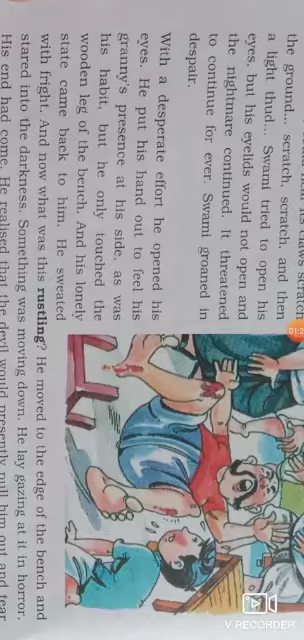 the ground... scratch, scratch, and then
a light thud... Swami tried to open his
eyes, but his eyelids would not open and
the nightmare continued. It threatened
to continue for ever. Swami groaned in
despair.
With a desperate effort he opened his
eyes. He put his hand out to feel his
granny's presence at his side, as was
his habit, but he only touched the
wooden leg of the bench. And his lonely
state came back to him. He sweated
with fright. And now what was this rustling? He moved to the edge of the bench and
stared into the darkness. Something was moving down. He lay gazing at it in horror.
His end had come. He realised that the devil would presently pull him out and tear
01:2
V RECORDER